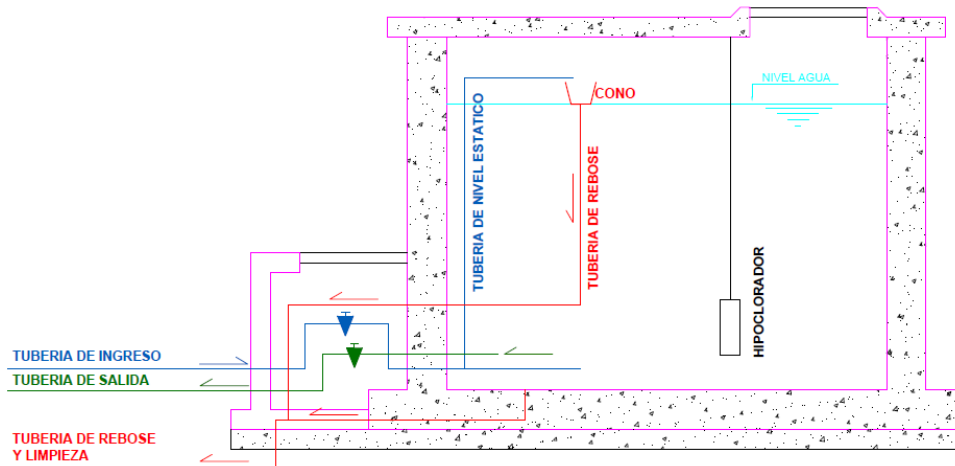 NIVEL AGUA
CONO
TUBERIA DE NIVEL ESTATICO
TUBERIA DE REBOSE
HIPOCLORADOR
TUBERIA DE INGRESO
TUBERIA DE SALIDA
TUBERIA DE REBOSE
Y LIMPIEZA